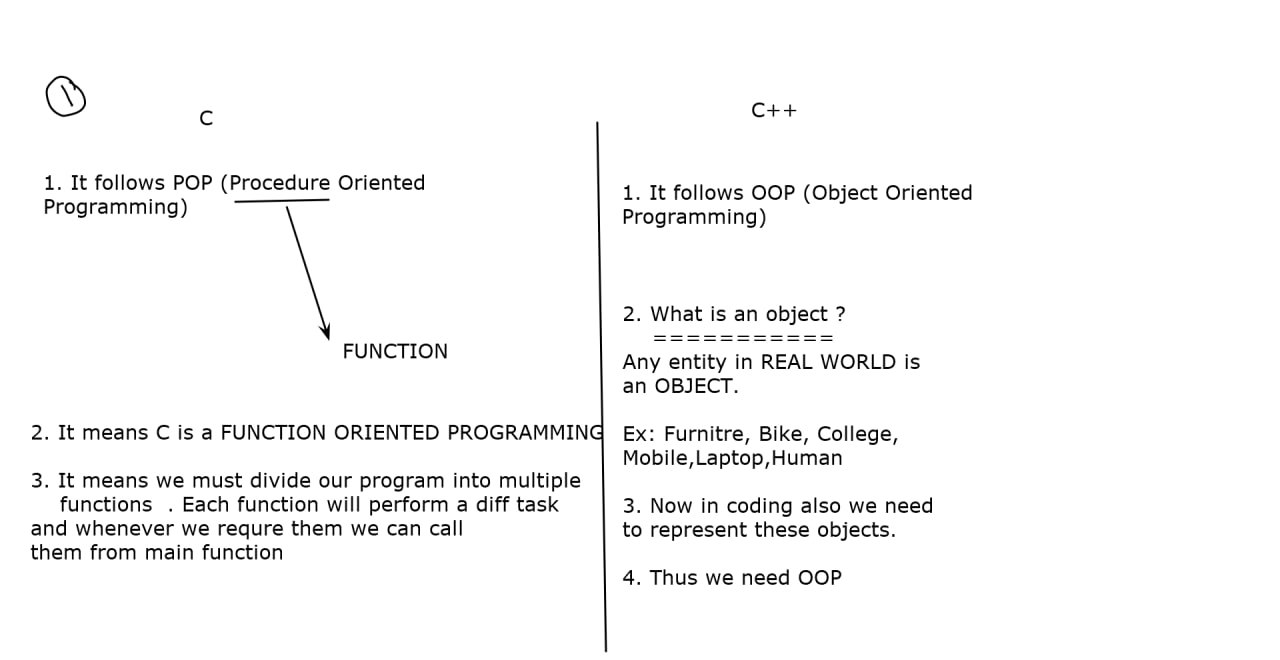 1
C
1. It follows POP (Procedure Oriented
Programming)
FUNCTION
2. It means C is a FUNCTION ORIENTED PROGRAMMING
3. It means we must divide our program into multiple
functions . Each function will perform a diff task
and whenever we requre them we can call
them from main function
C++
1. It follows OOP (Object Oriented
Programming)
2. What is an object ?
===========
Any entity in REAL WORLD is
an OBJECT.
Ex: Furnitre, Bike, College,
Mobile,Laptop,Human
3. Now in coding also we need
to represent these objects.
4. Thus we need OOP